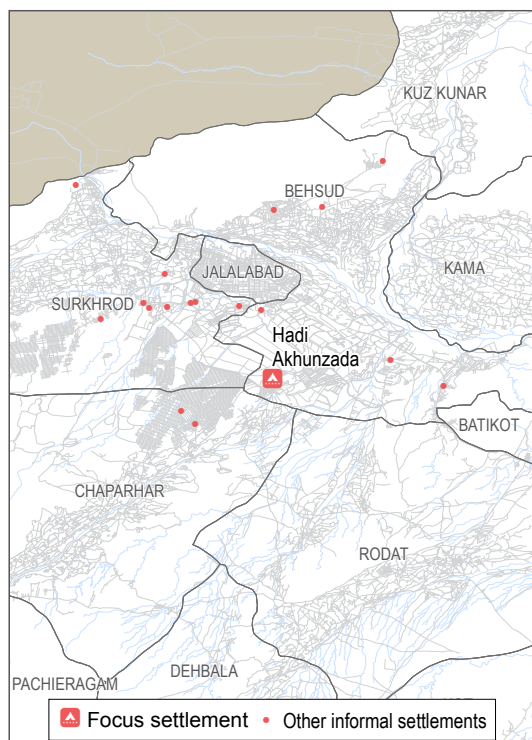 KUZ KUNAR
BEHSUD
JALALABAD
KAMA
SURKHROD
Hadi
Akhunzada
BATIKOT
CHAPARHAR
RODAT
DEHBALA
PACHIERAGAM
Focus settlement
Other informal settlements